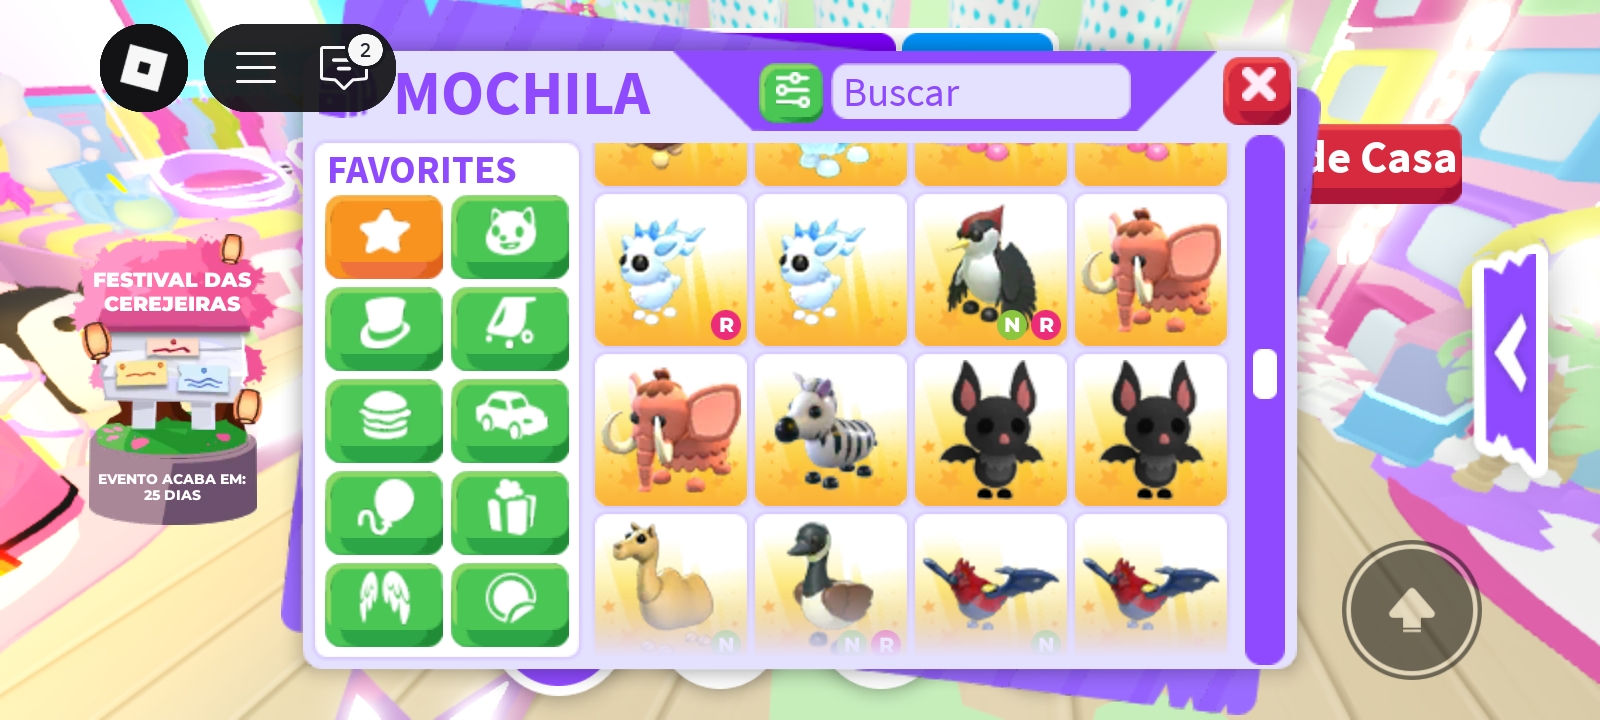 2
MOCHILA
Buscar
de Casa
FAVORITES
FESTIVAL DAS
CEREJEIRAS
EVENTO ACABA EM:
25 DIAS
R
N R
N
N R
N